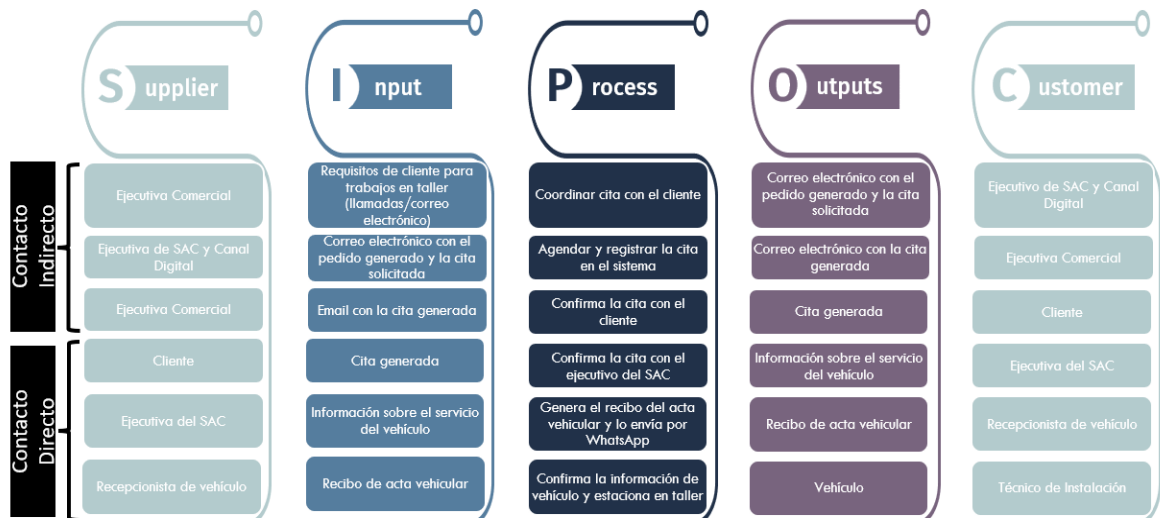 Supplier
Input
Process
Outputs
Customer
Contacto
Indirecto
Ejecutiva Comercial
Requisitos de cliente para
trabajos en taller
(llamadas/correo
electrónico)
Coordinar cita con el cliente
Correo electrónico con el
pedido generado y la cita
solicitada
Ejecutivo de SAC y Canal
Digital
Ejecutiva de SAC y Canal
Digital
Correo electrónico con el
pedido generado y la cita
solicitada
Agendar y registrar la cita
en el sistema
Correo electrónico con la cita
generada
Ejecutiva Comercial
Ejecutiva Comercial
Email con la cita generada
Confirma la cita con el
cliente
Cita generada
Cliente
Contacto
Directo
Cliente
Cita generada
Confirma la cita con el
ejecutivo del SAC
Información sobre el servicio
del vehículo
Ejecutiva del SAC
Ejecutiva del SAC
Información sobre el servicio
del vehículo
Genera el recibo del acta
vehicular y lo envía por
WhatsApp
Recibo de acta vehicular
Recepcionista de vehículo
Recepcionista de vehículo
Recibo de acta vehicular
Confirma la información de
vehículo y estaciona en taller
Vehículo
Técnico de Instalación